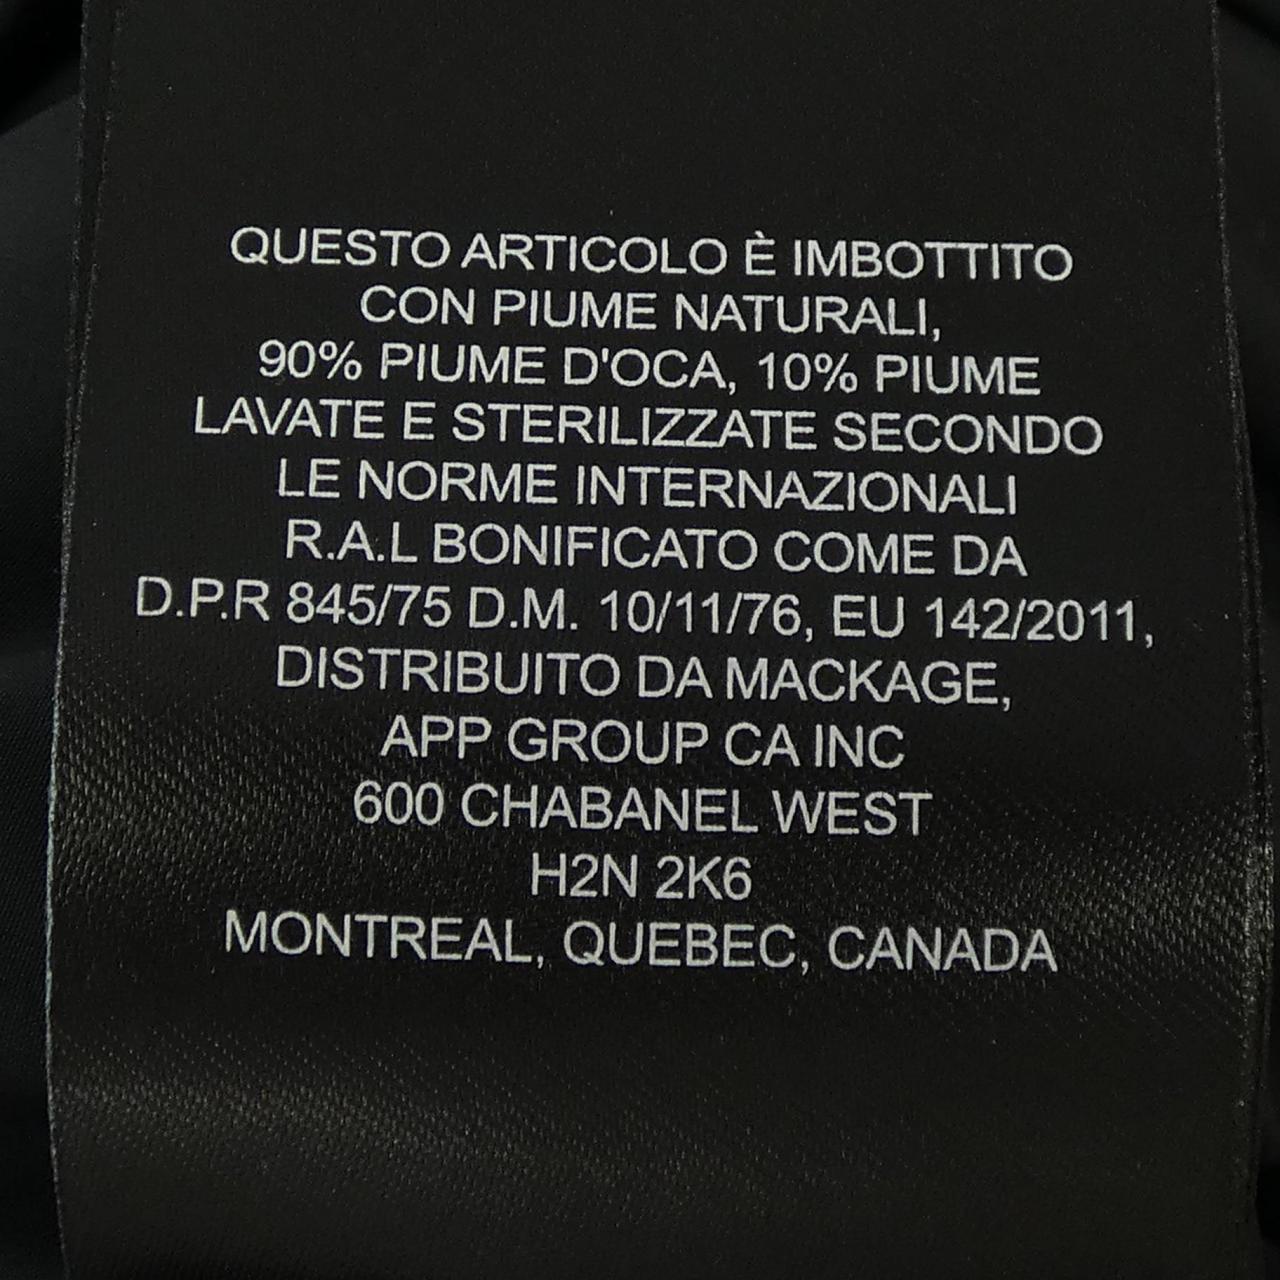 QUESTO ARTICOLO È IMBOTTITO
CON PIUME NATURALI,
90% PIUME D'OCA, 10% PIUME
LAVATE E STERILIZZATE SECONDO
LE NORME INTERNAZIONALI
R.A.L BONIFICATO COME DA
D.P.R 845/75 D.M. 10/11/76, EU 142/2011,
DISTRIBUITO DA MACKAGE,
APP GROUP CA INC
600 CHABANEL WEST
H2N 2K6
MONTREAL, QUEBEC, CANADA